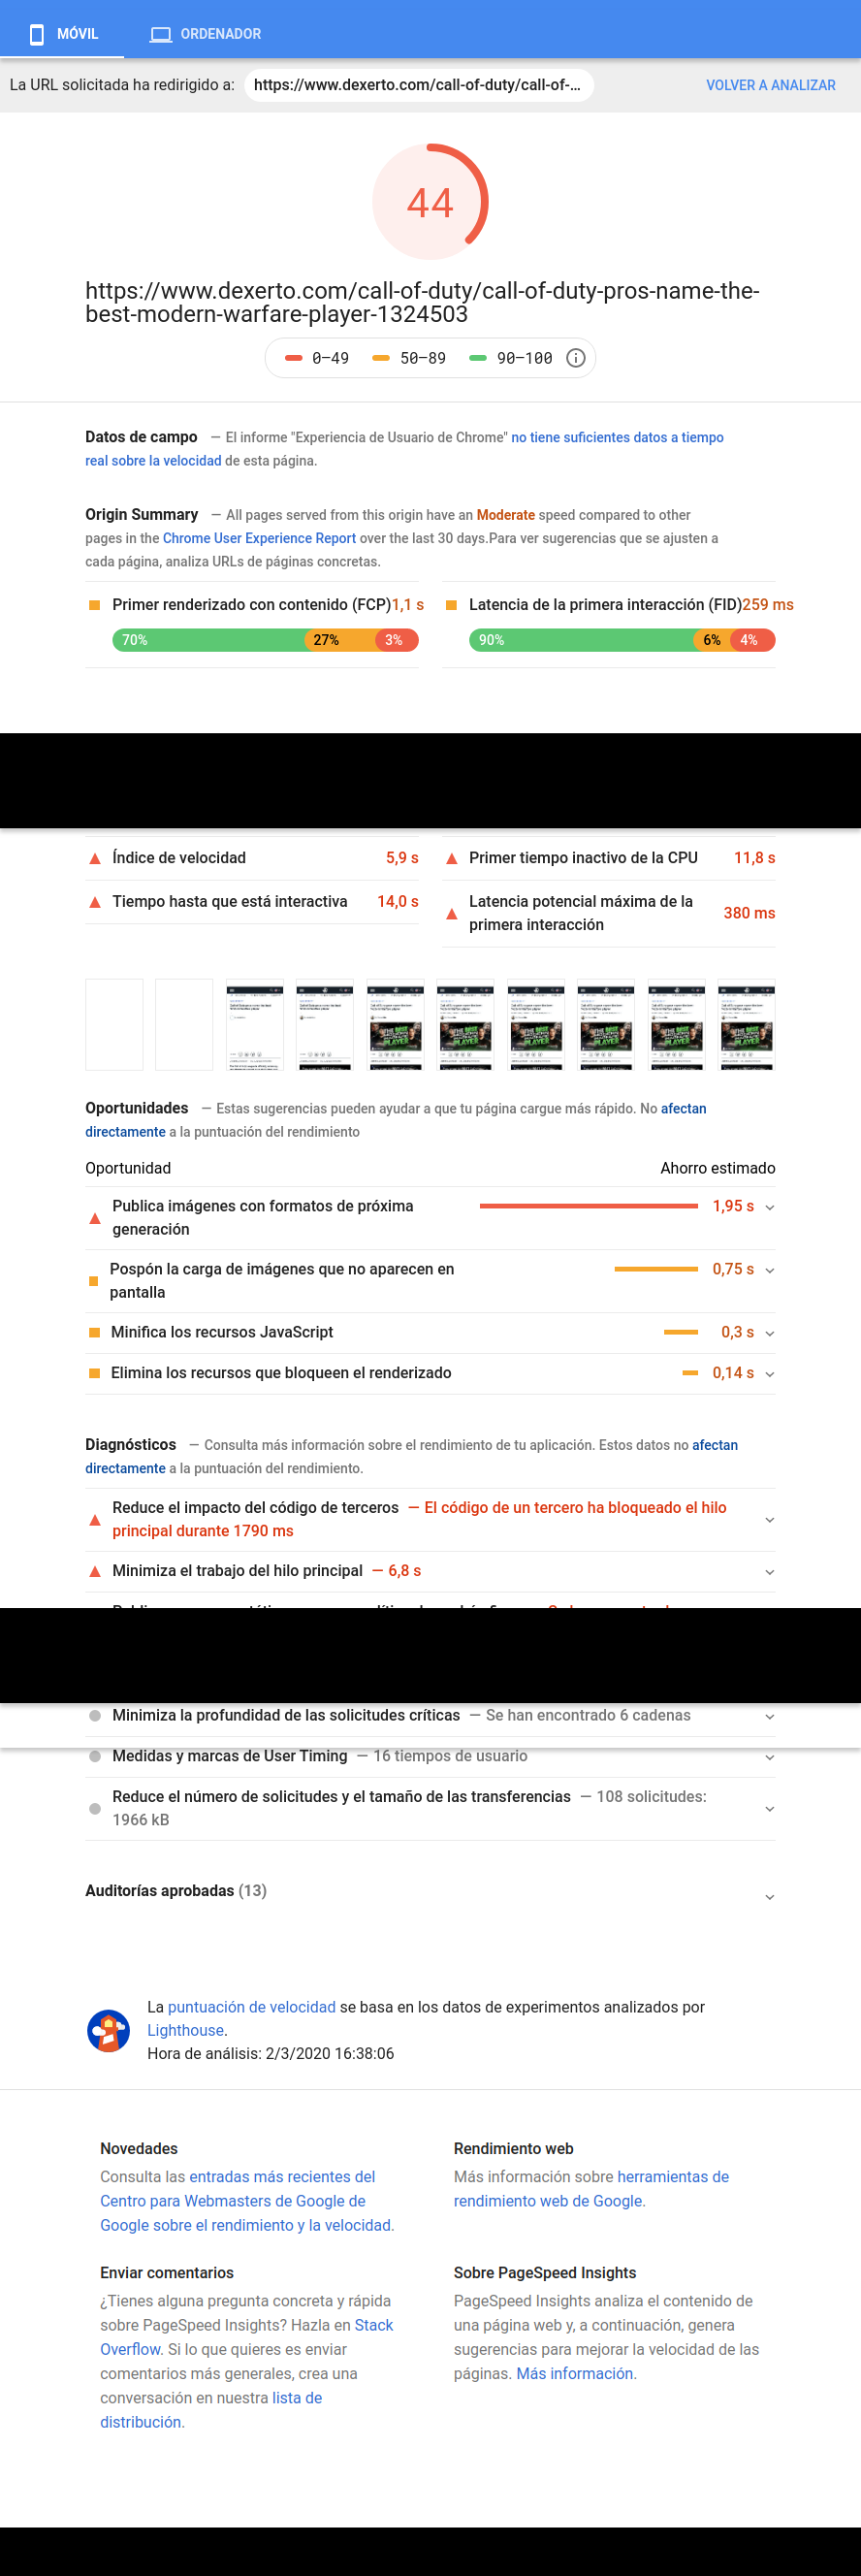 MÓVIL
ORDENADOR
La URL solicitada ha redirigido a:
https://www.dexerto.com/call-of-duty/call-of-...
VOLVER A ANALIZAR
44
https://www.dexerto.com/call-of-duty/call-of-duty-pros-name-the-
best-modern-warfare-player-1324503
0–49
50–89
90–100
Datos de campo — El informe "Experiencia de Usuario de Chrome" no tiene suficientes datos a tiempo
real sobre la velocidad de esta página.
Origin Summary — All pages served from this origin have an Moderate speed compared to other
pages in the Chrome User Experience Report over the last 30 days.Para ver sugerencias que se ajusten a
cada página, analiza URLs de páginas concretas.
Primer renderizado con contenido (FCP)1,1 s
70%
27%
3%
Latencia de la primera interacción (FID)259 ms
90%
6%
4%
Índice de velocidad 5,9 s
Primer tiempo inactivo de la CPU 11,8 s
Tiempo hasta que está interactiva 14,0 s
Latencia potencial máxima de la
primera interacción
380 ms
Oportunidades — Estas sugerencias pueden ayudar a que tu página cargue más rápido. No afectan
directamente a la puntuación del rendimiento
Oportunidad
Ahorro estimado
Publica imágenes con formatos de próxima
generación
1,95 s
Pospón la carga de imágenes que no aparecen en
pantalla
0,75 s
Minifica los recursos JavaScript 0,3 s
Elimina los recursos que bloqueen el renderizado 0,14 s
Diagnósticos — Consulta más información sobre el rendimiento de tu aplicación. Estos datos no afectan
directamente a la puntuación del rendimiento.
Reduce el impacto del código de terceros — El código de un tercero ha bloqueado el hilo
principal durante 1790 ms
Minimiza el trabajo del hilo principal — 6,8 s
Minimiza la profundidad de las solicitudes críticas — Se han encontrado 6 cadenas
Medidas y marcas de User Timing — 16 tiempos de usuario
Reduce el número de solicitudes y el tamaño de las transferencias — 108 solicitudes:
1966 kB
Auditorías aprobadas (13)
La puntuación de velocidad se basa en los datos de experimentos analizados por
Lighthouse.
Hora de análisis: 2/3/2020 16:38:06
Novedades
Consulta las entradas más recientes del
Centro para Webmasters de Google de
Google sobre el rendimiento y la velocidad.
Rendimiento web
Más información sobre herramientas de
rendimiento web de Google.
Enviar comentarios
¿Tienes alguna pregunta concreta y rápida
sobre PageSpeed Insights? Hazla en Stack
Overflow. Si lo que quieres es enviar
comentarios más generales, crea una
conversación en nuestra lista de
distribución.
Sobre PageSpeed Insights
PageSpeed Insights analiza el contenido de
una página web y, a continuación, genera
sugerencias para mejorar la velocidad de las
páginas. Más información.